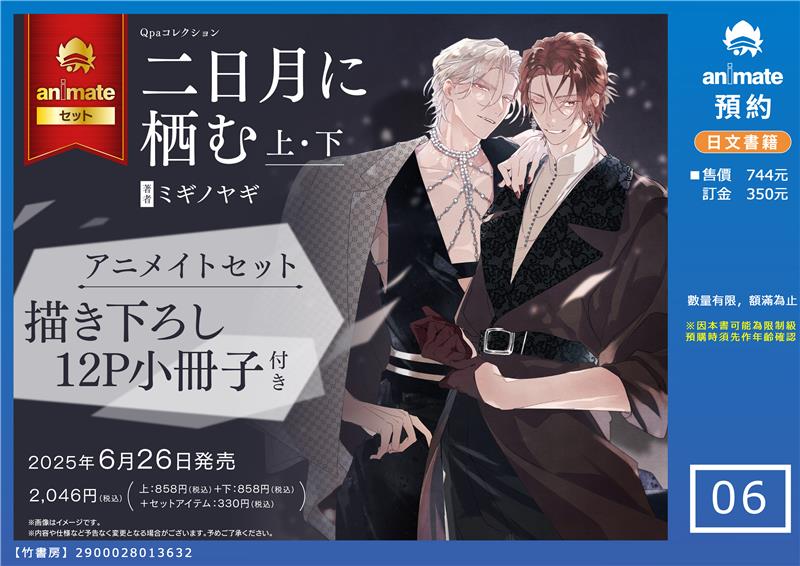 animate
セット
Qpaコレクション
二日月に
栖む 上・下
著者 ミギノヤギ
アニメイトセット
描き下ろし
12P小冊子付き
2025年6月26日発売
2,046円(税込)
上:858円(税込)+下:858円(税込)
+セットアイテム:330円(税込)
※画像はイメージです。
※内容や仕様など予告なく変更となる場合がございます。予めご了承ください。
【竹書房】2900028013632
animate
預約
日文書籍
■售價 744元
訂金 350元
數量有限，額滿為止
※因本書可能為限制級
預購時須先作年齡確認
06